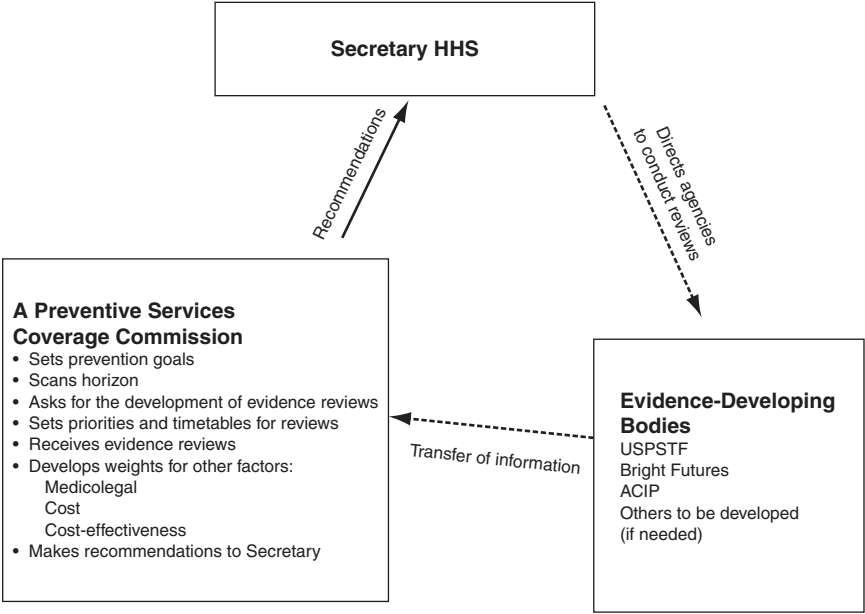 Secretary HHS
Recommendations
Directs agencies
to conduct reviews
A Preventive Services
Coverage Commission
• Sets prevention goals
• Scans horizon
• Asks for the development of evidence reviews
• Sets priorities and timetables for reviews
• Receives evidence reviews
• Develops weights for other factors:
Medicolegal
Cost
Cost-effectiveness
• Makes recommendations to Secretary
Transfer of information
Evidence-Developing
Bodies
USPSTF
Bright Futures
ACIP
Others to be developed
(if needed)